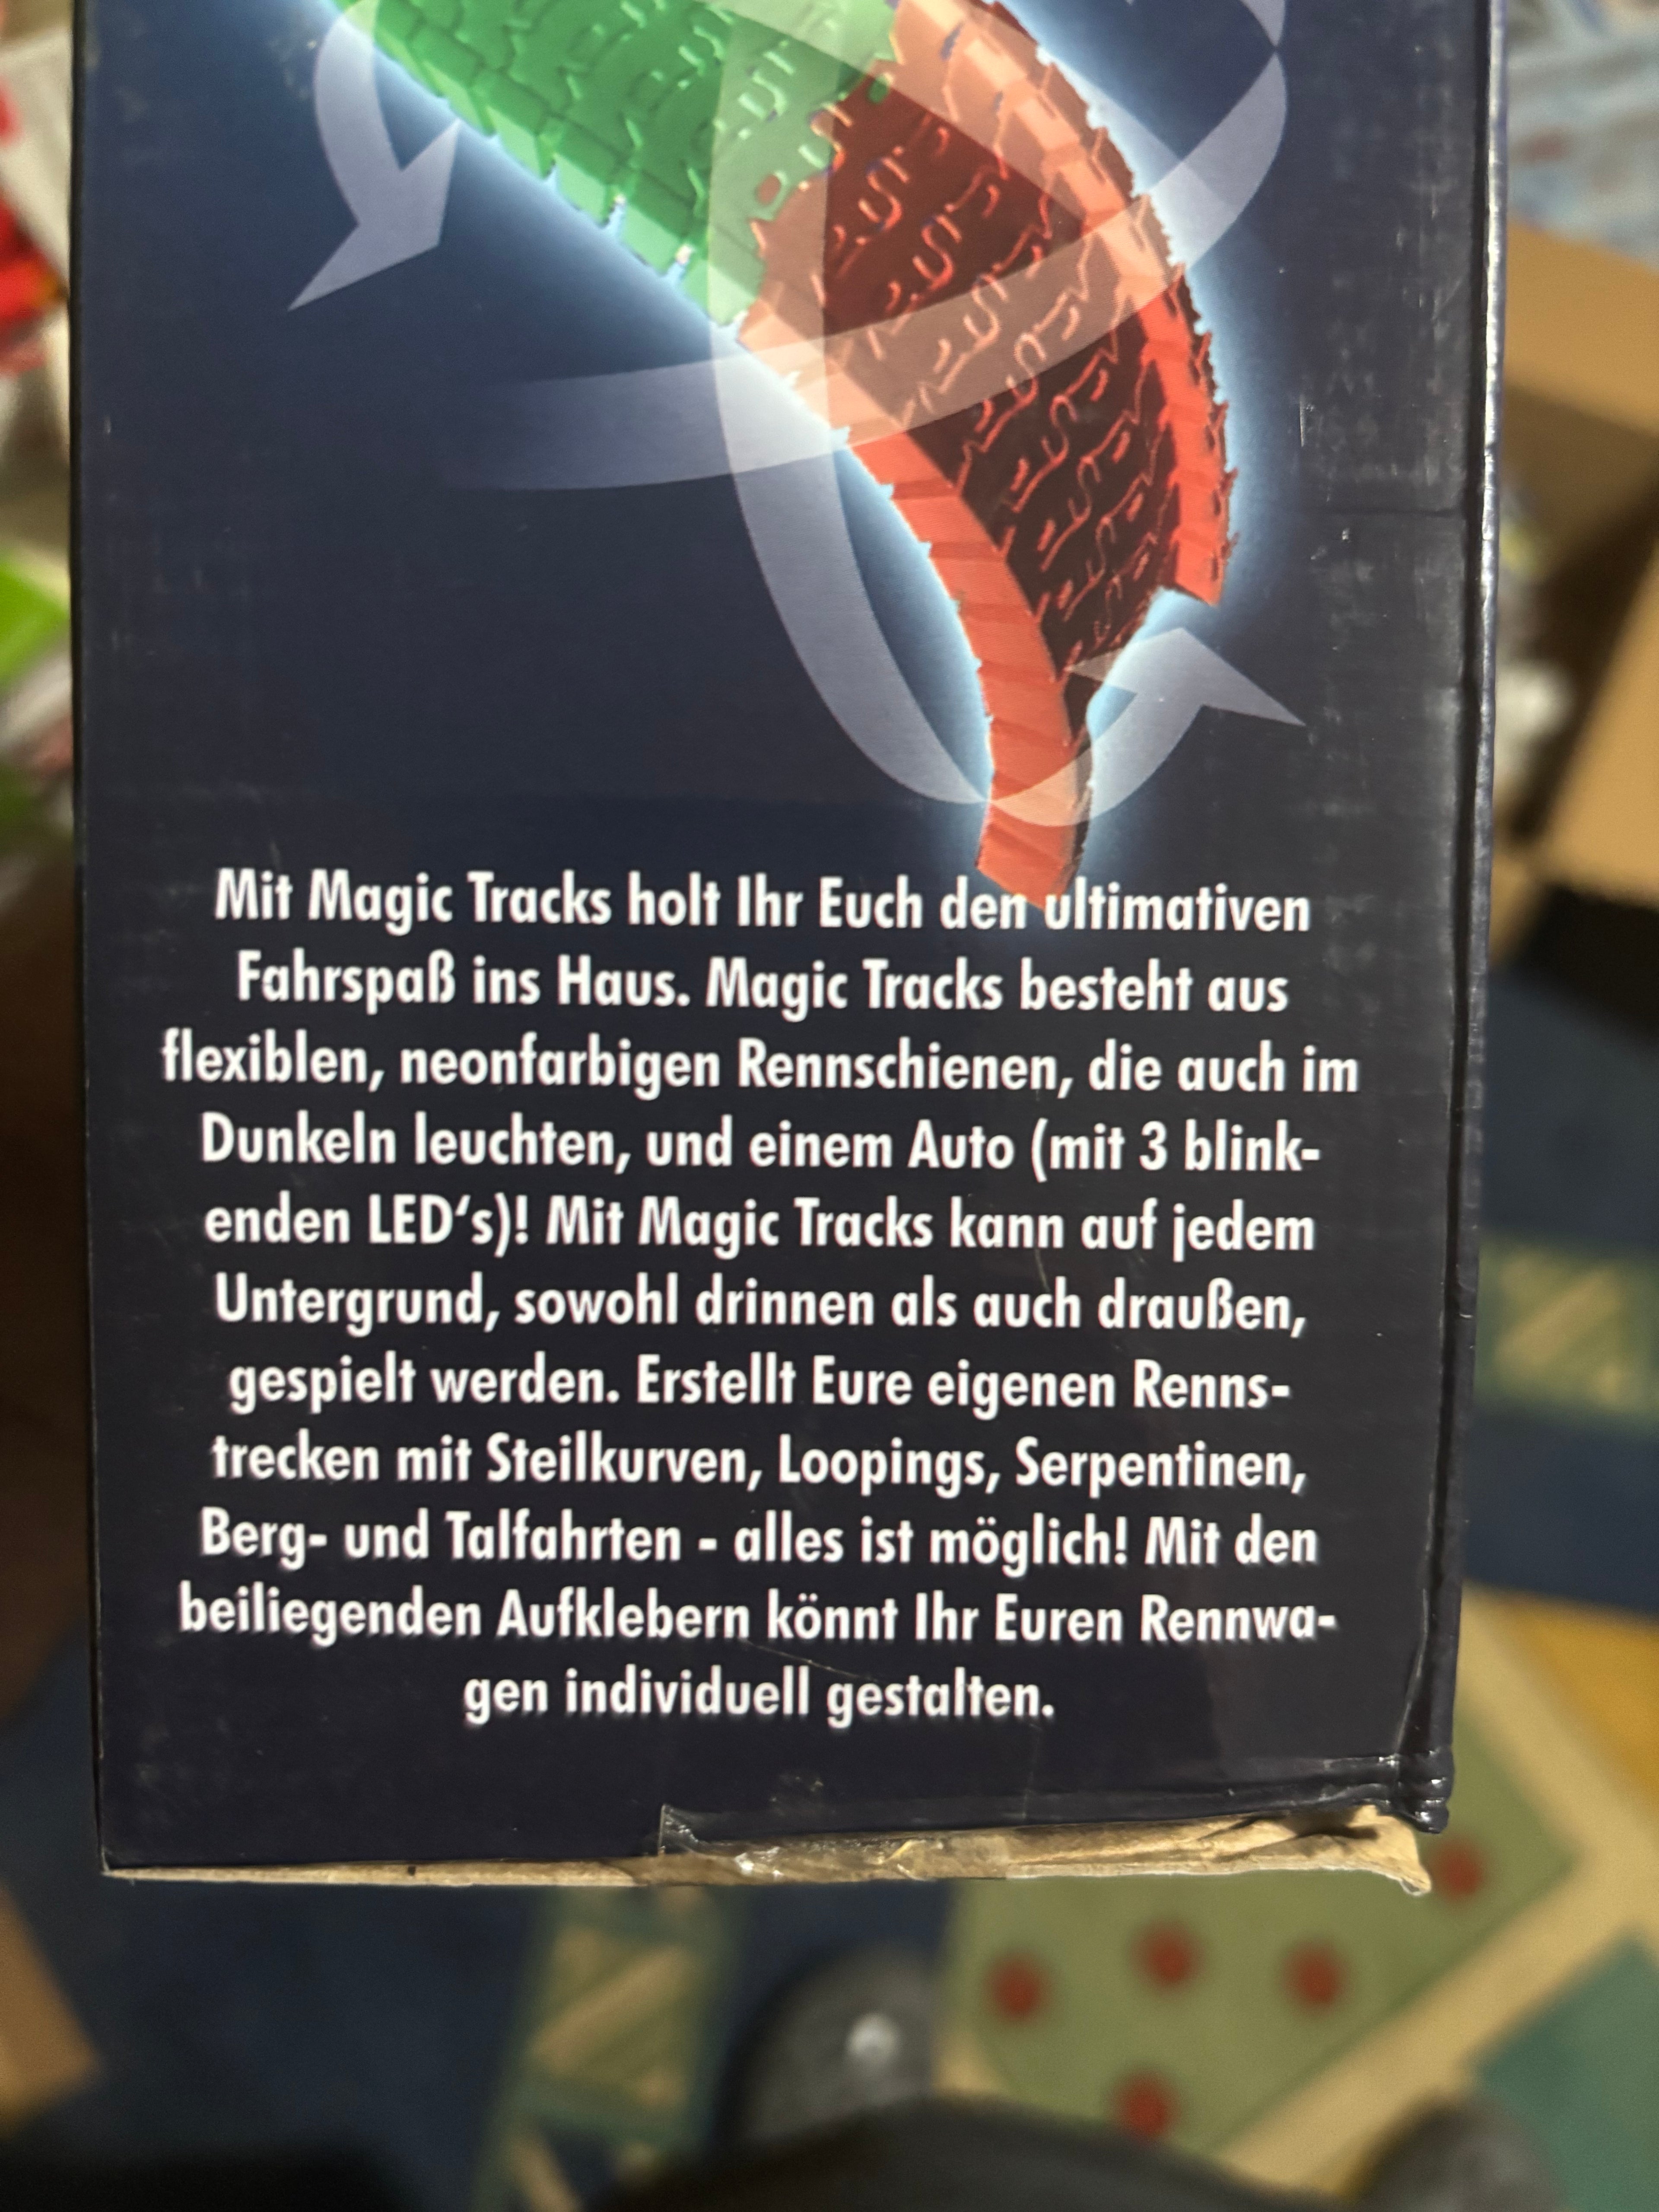 Mit Magic Tracks holt Ihr Euch den ultimativen
Fahrspaß ins Haus. Magic Tracks besteht aus
flexiblen, neonfarbigen Rennschienen, die auch im
Dunkeln leuchten, und einem Auto (mit 3 blink-
enden LED‘s)! Mit Magic Tracks kann auf jedem
Untergrund, sowohl drinnen als auch draußen,
gespielt werden. Erstellt Eure eigenen Renns-
trecken mit Steilkurven, Loopings, Serpentinen,
Berg- und Talfahrten - alles ist möglich! Mit den
beiliegenden Aufklebern könnt Ihr Euren Rennwa-
gen individuell gestalten.